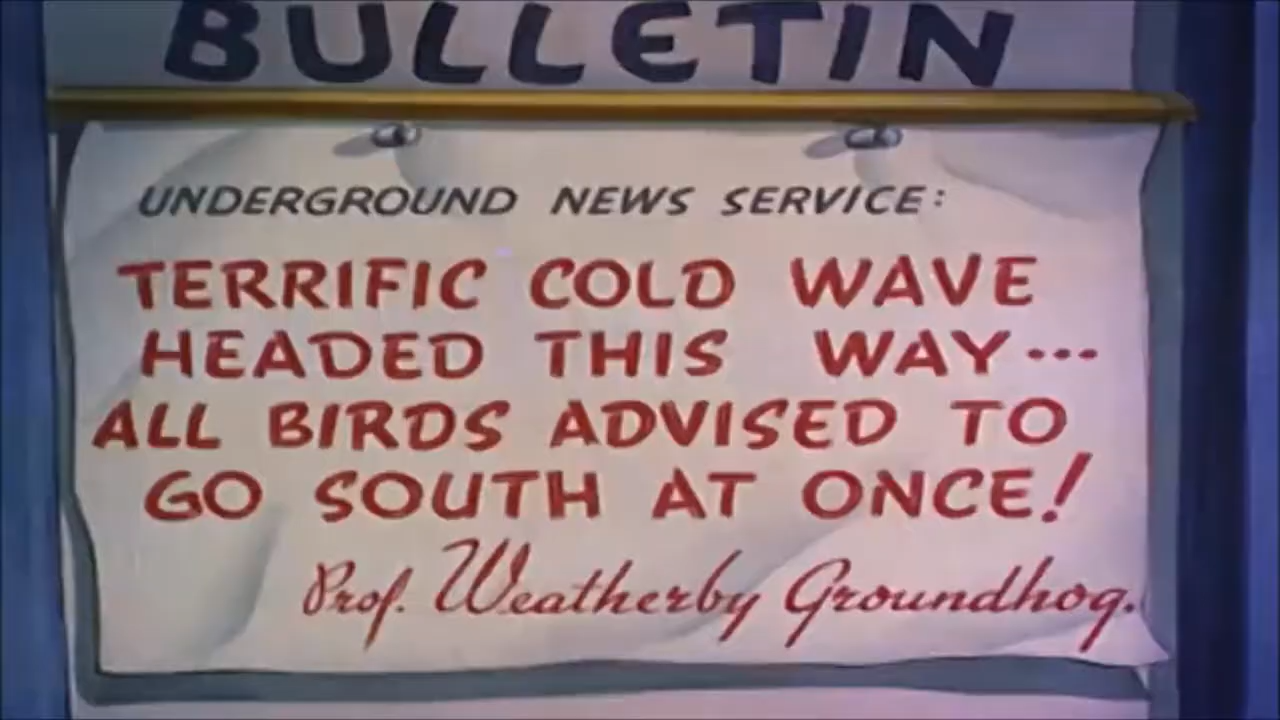 BULLETIN
UNDERGROUND NEWS SERVICE:
TERRIFIC COLD WAVE
HEADED THIS WAY...
ALL BIRDS ADVISED TO
GO SOUTH AT ONCE!
Prof. Weatherby Groundhog.